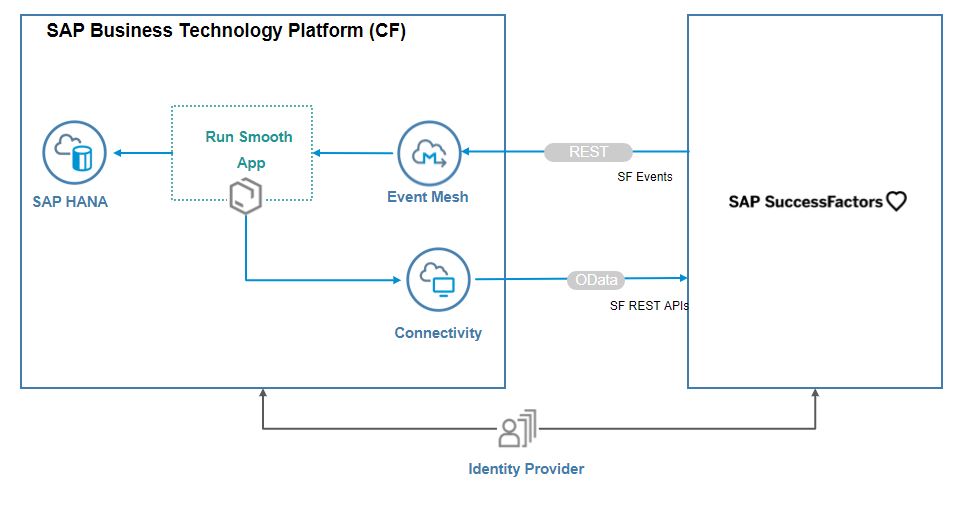 SAP Business Technology Platform (CF)
Run Smooth
App
SAP HANA
Event Mesh
REST
SF Events
SAP SuccessFactors
OData
SF REST APIs
Connectivity
Identity Provider